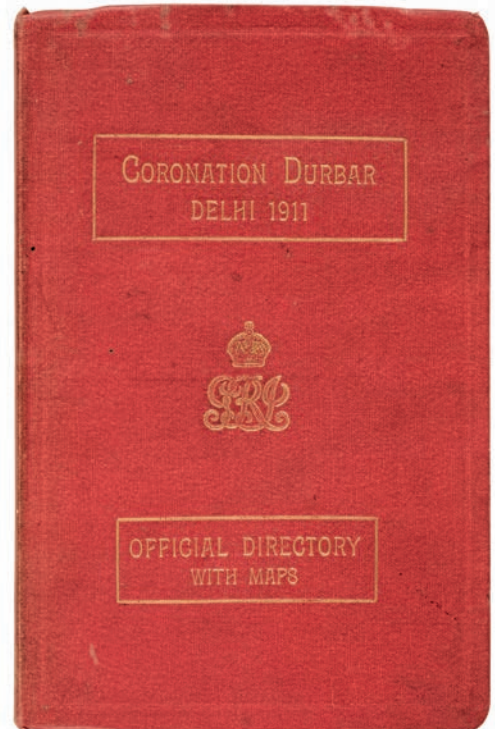 CORONATION DURBAR
DELHI 1911
GRI
OFFICIAL DIRECTORY
WITH MAPS